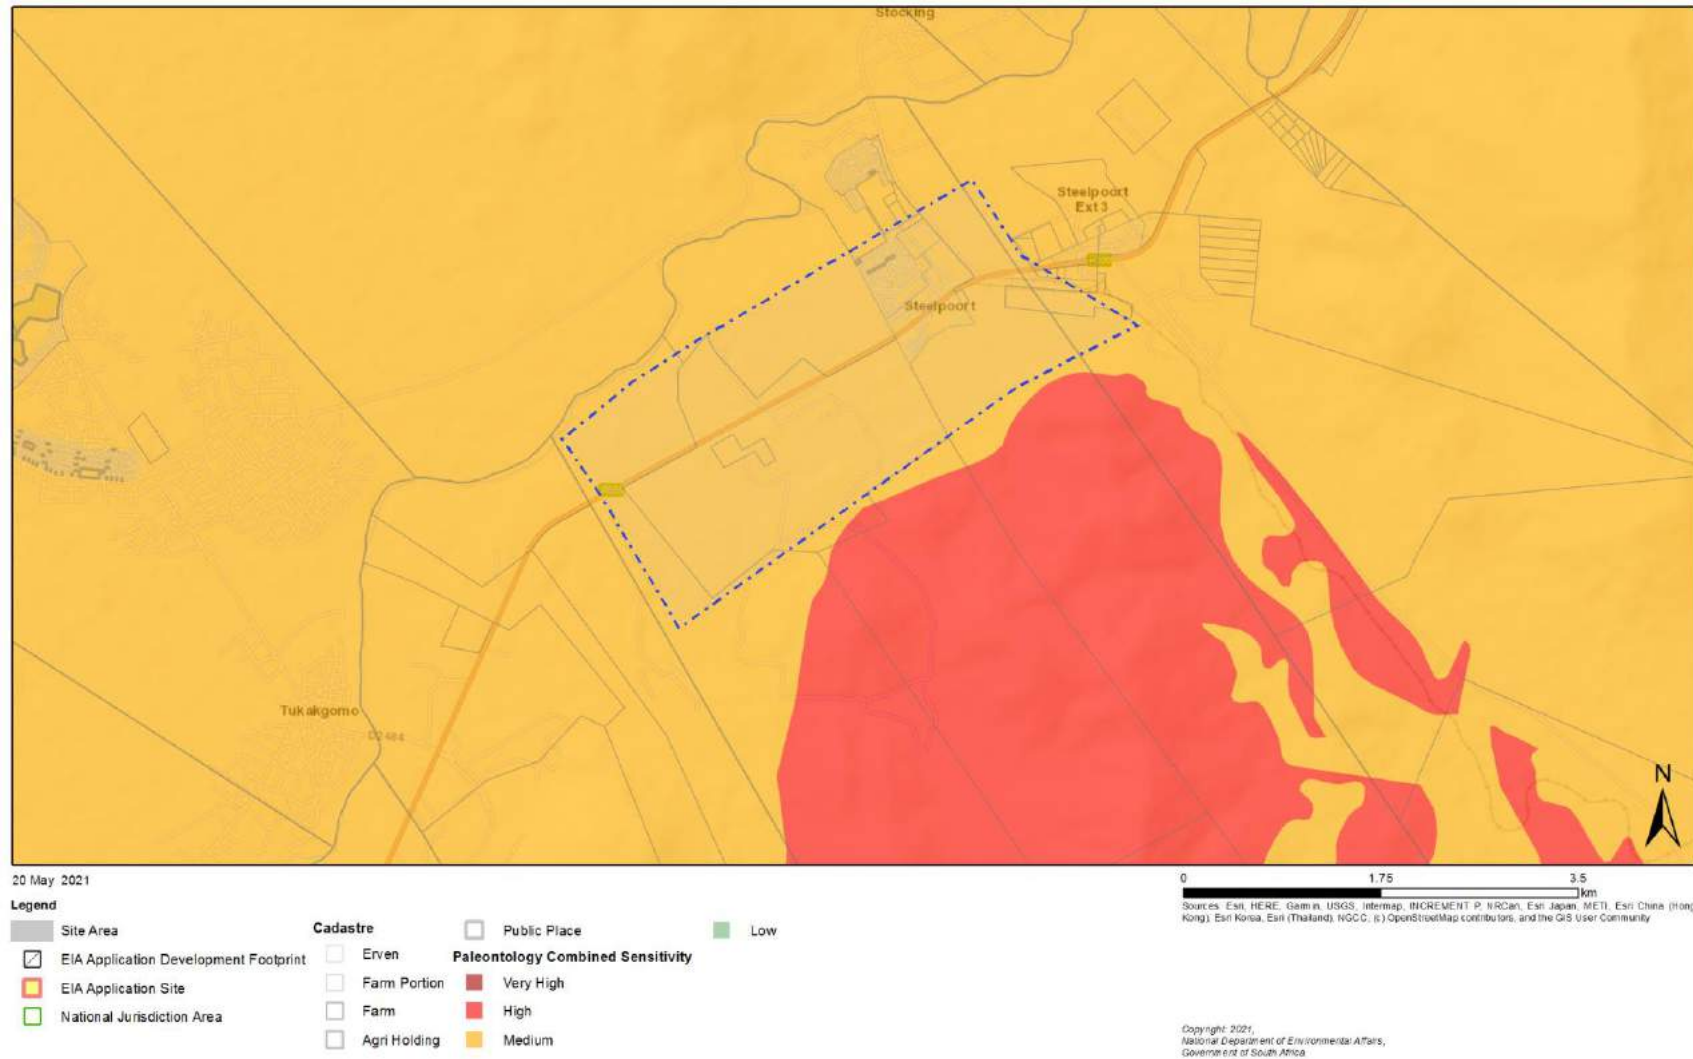 Stocking
Steelpoort
Ext 3
Steelpoort
Tukakgomo
D2484
N
20 May 2021
0 1.75 3.5
km
Legend
Site Area
EIA Application Development Footprint
EIA Application Site
National Jurisdiction Area
Cadastre
Erven
Farm Portion
Farm
Agri Holding
Public Place
Paleontology Combined Sensitivity
Very High
High
Medium
Low
Sources: Esri, HERE, Garmin, USGS, Intermap, INCREMENT P, NRCan, Esri Japan, METI, Esri China (Hong
Kong), Esri Korea, Esri (Thailand), NGCC, (c) OpenStreetMap contributors, and the GIS User Community
Copyright: 2021,
National Department of Environmental Affairs,
Government of South Africa